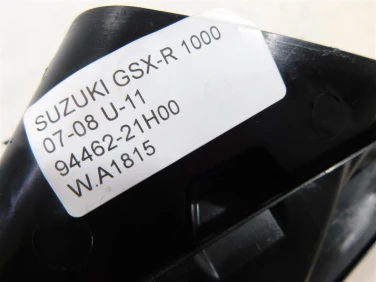 SUZUKI GSX-R 1000
07-08 U-11
94462-21H00
W.A1815